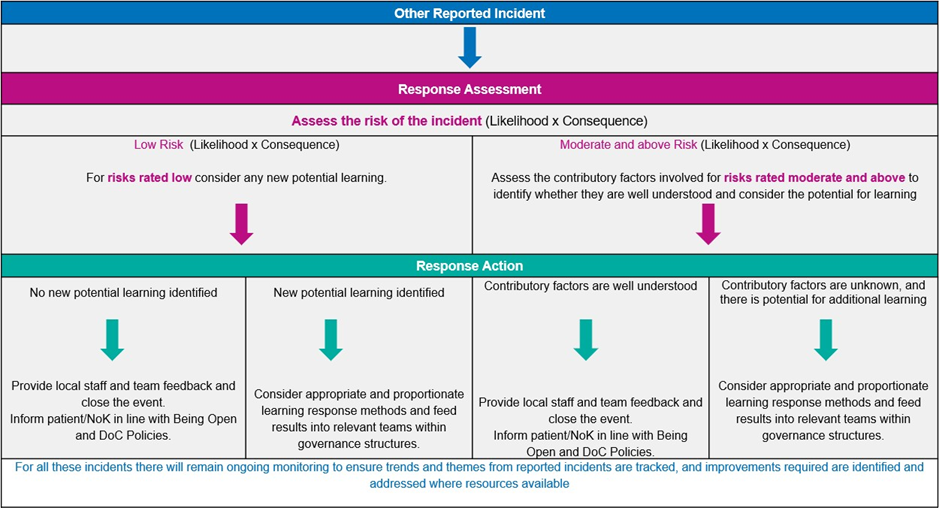 Other Reported Incident
Response Assessment
Assess the risk of the incident (Likelihood x Consequence)
Low Risk (Likelihood x Consequence)
For risks rated low consider any new potential learning.
Moderate and above Risk (Likelihood x Consequence)
Assess the contributory factors involved for risks rated moderate and above to
identify whether they are well understood and consider the potential for learning
Response Action
No new potential learning identified
Provide local staff and team feedback and
close the event.
Inform patient/NoK in line with Being Open
and DoC Policies.
New potential learning identified
Consider appropriate and proportionate
learning response methods and feed
results into relevant teams within
governance structures.
Contributory factors are well understood
Provide local staff and team feedback and
close the event.
Inform patient/NoK in line with Being
Open and DoC Policies.
Contributory factors are unknown, and
there is potential for additional learning
Consider appropriate and proportionate
learning response methods and feed
results into relevant teams within
governance structures.
For all these incidents there will remain ongoing monitoring to ensure trends and themes from reported incidents are tracked, and improvements required are identified and
addressed where resources available